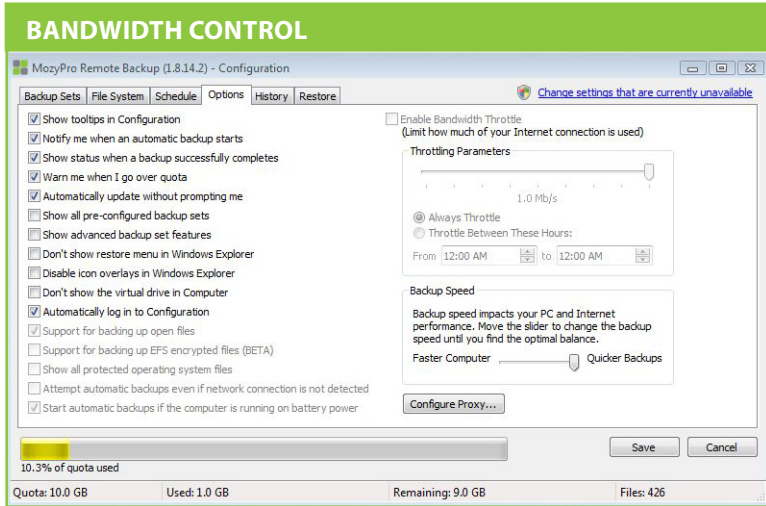 BANDWIDTH CONTROL
MozyPro Remote Backup (1.8.14.2) - Configuration
Backup Sets File System Schedule Options History Restore
Change settings that are currently unavailable
Show tooltips in Configuration
Notify me when an automatic backup starts
Show status when a backup successfully completes
Warn me when I go over quota
Automatically update without prompting me
Show all pre-configured backup sets
Show advanced backup set features
Don't show restore menu in Windows Explorer
Disable icon overlays in Windows Explorer
Don't show the virtual drive in Computer
Automatically log in to Configuration
Support for backing up open files
Support for backing up EFS encrypted files (BETA)
Show all protected operating system files
Attempt automatic backups even if network connection is not detected
Start automatic backups if the computer is running on battery power
Enable Bandwidth Throttle
(Limit how much of your Internet connection is used)
Throttling Parameters
1.0 Mb/s
Always Throttle
Throttle Between These Hours:
From 12:00 AM to 12:00 AM
Backup Speed
Backup speed impacts your PC and Internet
performance. Move the slider to change the backup
speed until you find the optimal balance.
Faster Computer Quicker Backups
Configure Proxy...
10.3% of quota used
Save Cancel
Quota: 10.0 GB Used: 1.0 GB Remaining: 9.0 GB Files: 426